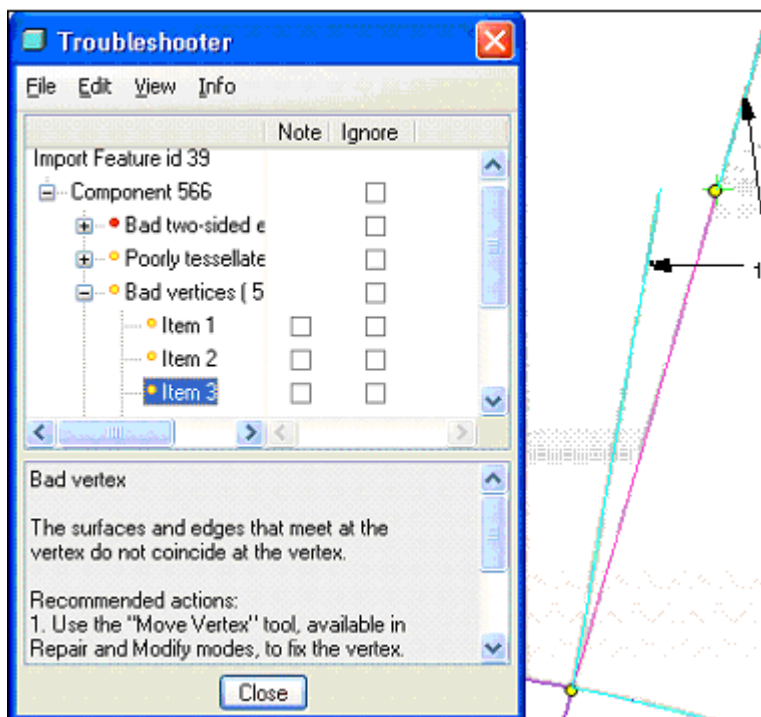 Troubleshooter
File Edit View Info
Note Ignore
Import Feature id 39
Component 566
Bad two-sided e
Poorly tessellate
Bad vertices ( 5
Item 1
Item 2
Item 3
Bad vertex
The surfaces and edges that meet at the
vertex do not coincide at the vertex.
Recommended actions:
1. Use the "Move Vertex" tool, available in
Repair and Modify modes, to fix the vertex.
Close
1